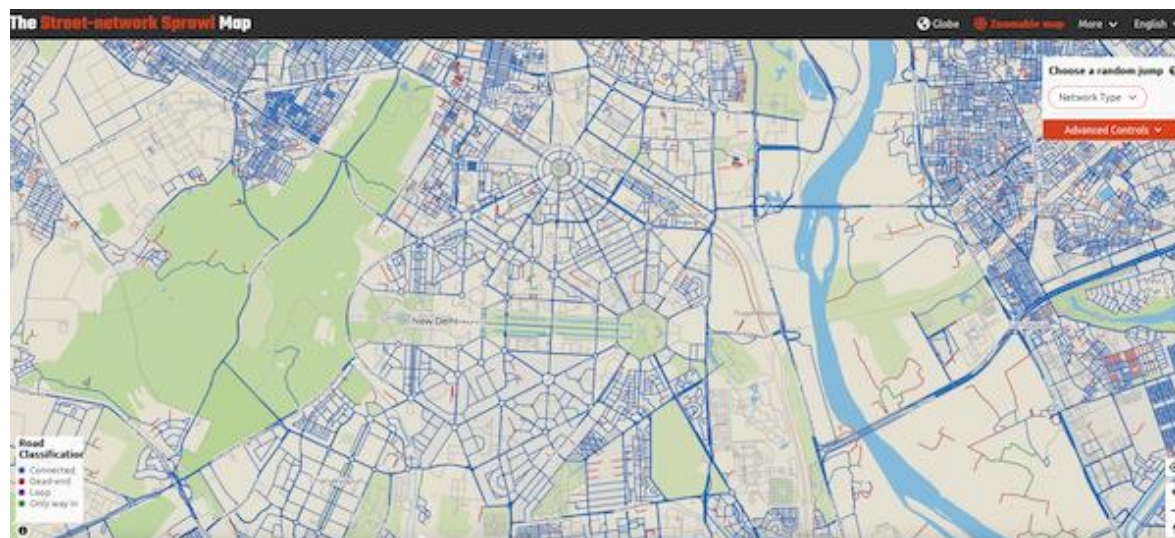 The Street-network Sprawl Map
Globe
Zoomable map
More
English
Choose a random jump
Network Type
Advanced Controls
New Delhi
Road
Classification
Connected
Dead-end
Loop
Only way in